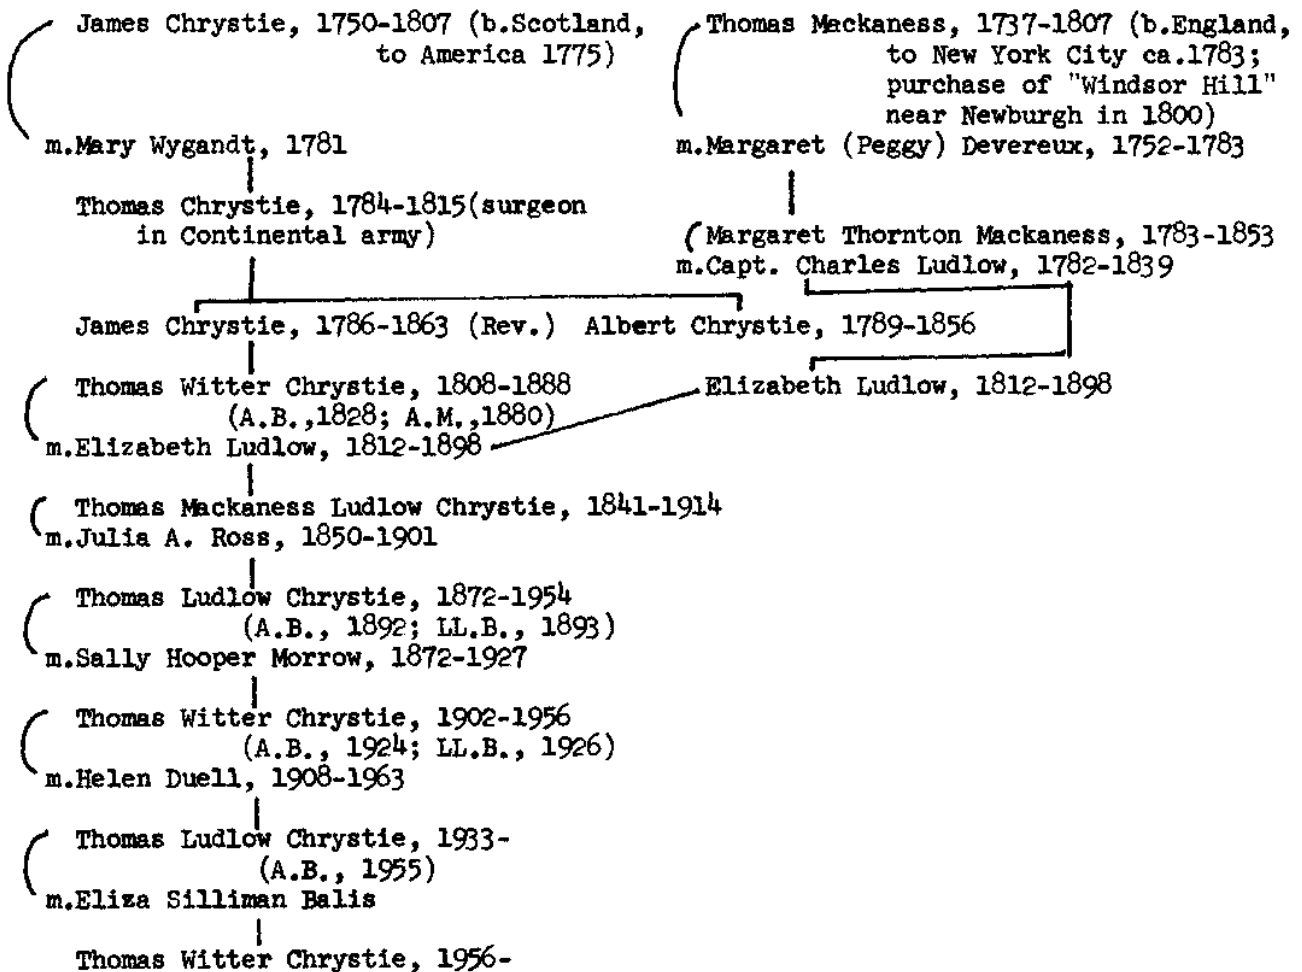 James Chrystie, 1750-1807 (b.Scotland,
to America 1775)
m.Mary Wygandt, 1781
Thomas Mackaness, 1737-1807 (b.England,
to New York City ca.1783;
purchase of "Windsor Hill"
near Newburgh in 1800)
m.Margaret (Peggy) Devereux, 1752-1783
Thomas Chrystie, 1784-1815(surgeon
in Continental army)
Margaret Thornton Mackaness, 1783-1853
m.Capt. Charles Ludlow, 1782-1839
James Chrystie, 1786-1863 (Rev.) Albert Chrystie, 1789-1856
Thomas Witter Chrystie, 1808-1888
(A.B.,1828; A.M.,1880)
m.Elizabeth Ludlow, 1812-1898
Elizabeth Ludlow, 1812-1898
Thomas Mackaness Ludlow Chrystie, 1841-1914
m.Julia A. Ross, 1850-1901
Thomas Ludlow Chrystie, 1872-1954
(A.B., 1892; LL.B., 1893)
m.Sally Hooper Morrow, 1872-1927
Thomas Witter Chrystie, 1902-1956
(A.B., 1924; LL.B., 1926)
m.Helen Duell, 1908-1963
Thomas Ludlow Chrystie, 1933-
(A.B., 1955)
m.Eliza Silliman Balis
Thomas Witter Chrystie, 1956-